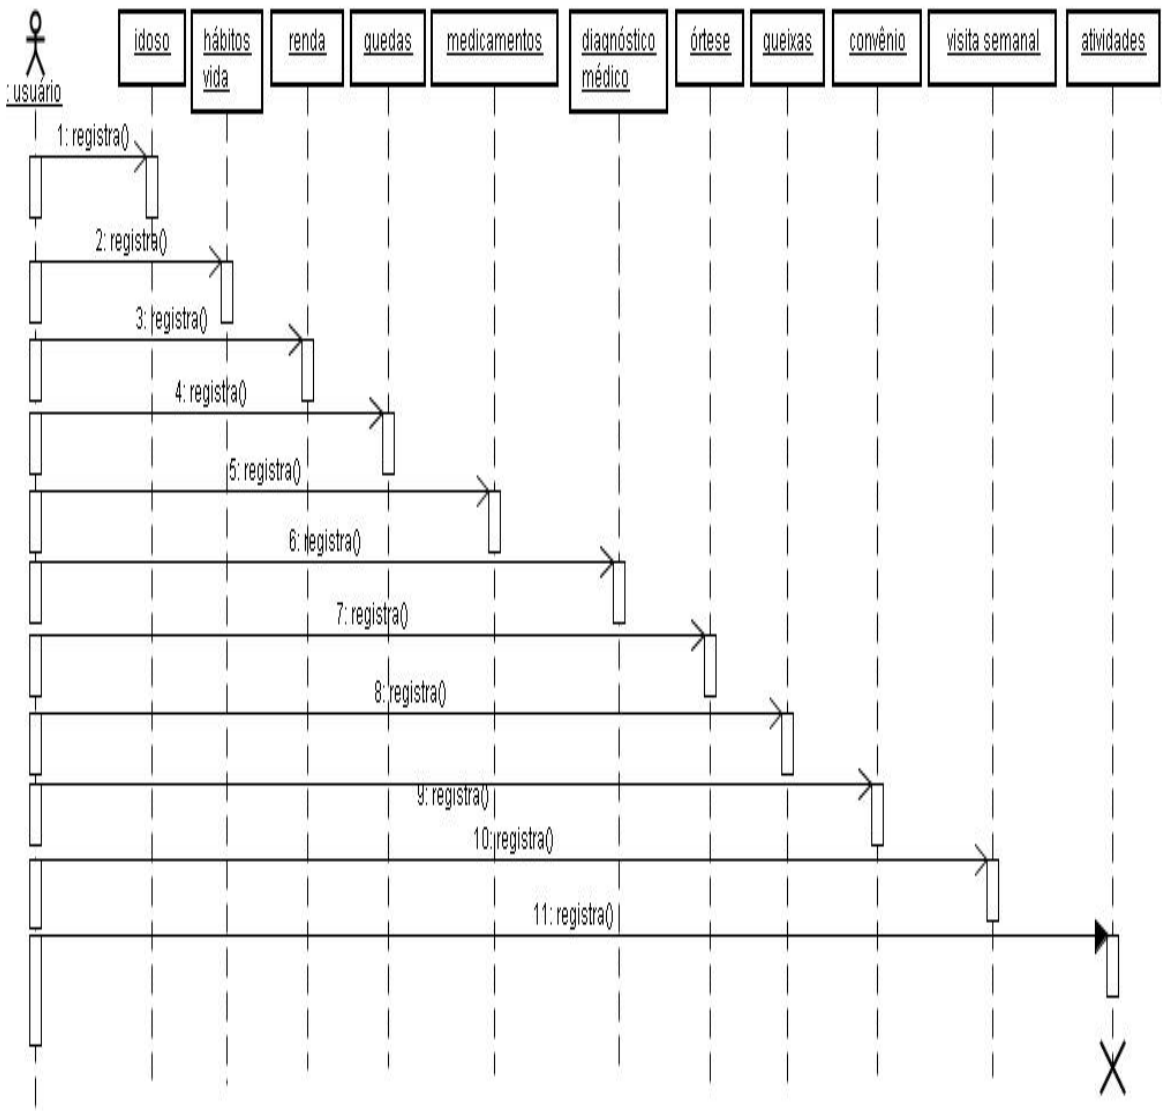 idoso
hábitos
vida
renda
quedas
medicamentos
diagnóstico
médico
órtese
queixas
convênio
visita semanal
atividades
: usuário
1: registra()
2: registra()
3: registra()
4: registra()
5: registra()
6: registra()
7: registra()
8: registra()
9: registra()
10: registra()
11: registra()